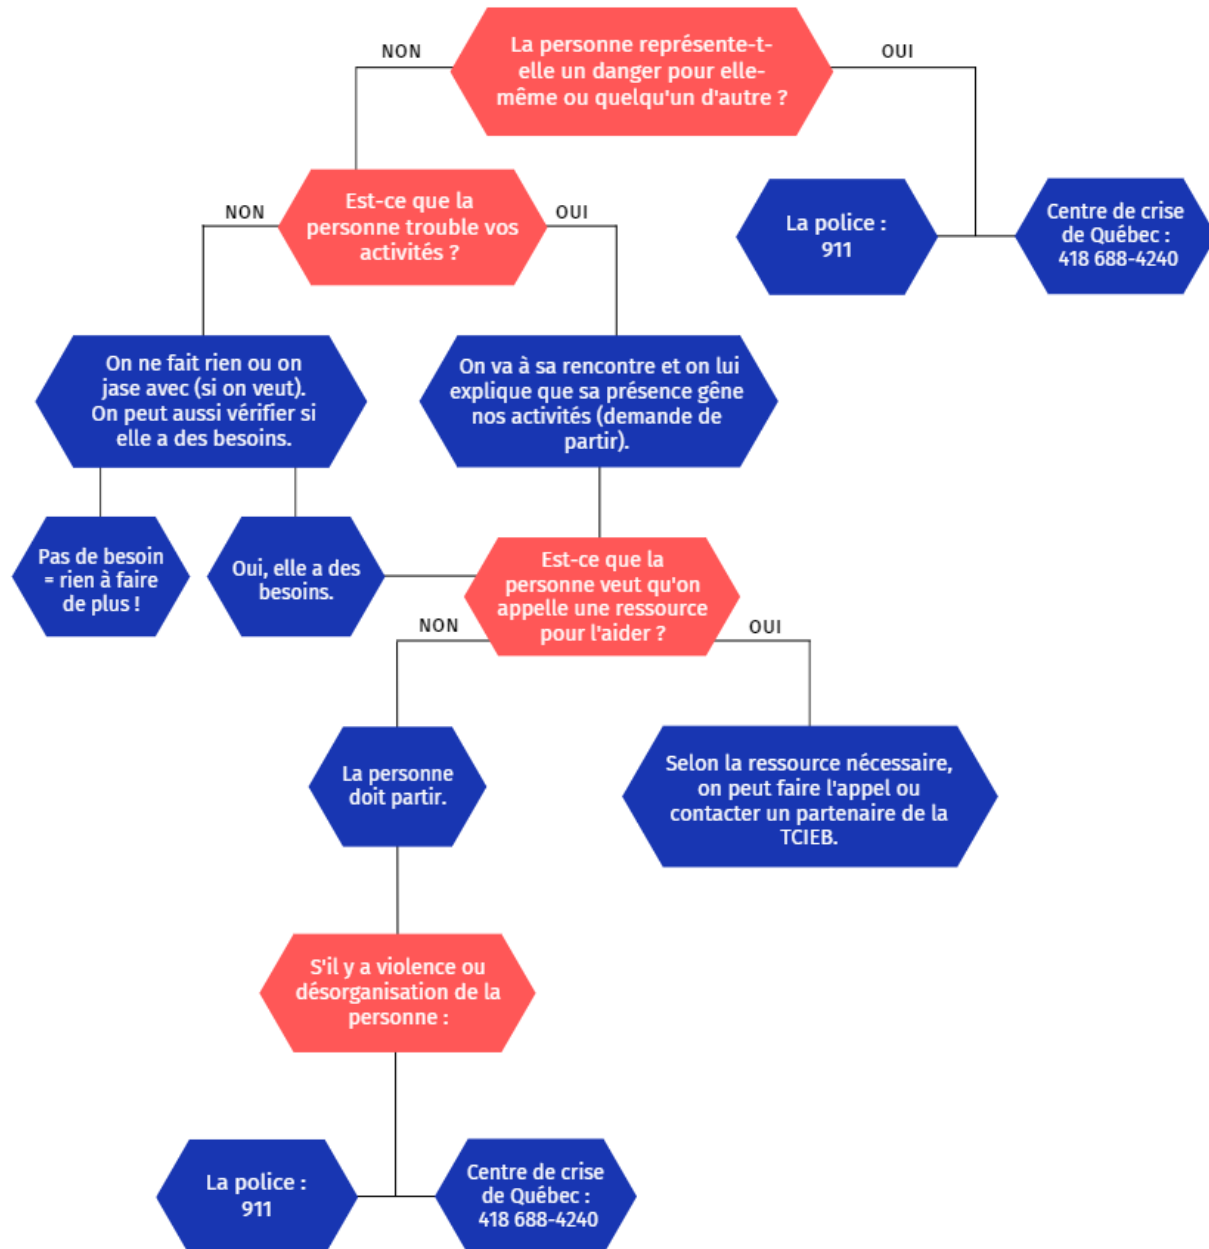 La personne représente-t-
elle un danger pour elle-
même ou quelqu'un d'autre ?
NON
OUI
Est-ce que la
personne trouble vos
activités ?
NON
OUI
La police :
911
Centre de crise
de Québec :
418 688-4240
On ne fait rien ou on
jase avec (si on veut).
On peut aussi vérifier si
elle a des besoins.
On va à sa rencontre et on lui
explique que sa présence gêne
nos activités (demande de
partir).
Pas de besoin
= rien à faire
de plus !
Oui, elle a des
besoins.
Est-ce que la
personne veut qu'on
appelle une ressource
pour l'aider ?
NON
OUI
La personne
doit partir.
Selon la ressource nécessaire,
on peut faire l'appel ou
contacter un partenaire de la
TCIEB.
S'il y a violence ou
désorganisation de la
personne :
La police :
911
Centre de crise
de Québec :
418 688-4240